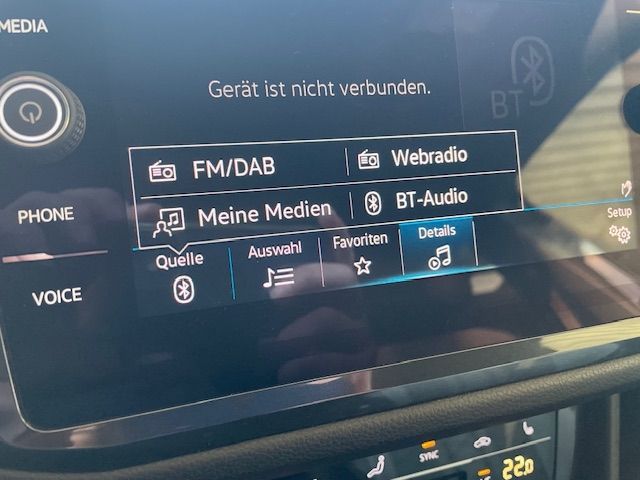 MEDIA
Gerät ist nicht verbunden.
BT
FM/DAB
Webradio
PHONE
Meine Medien
BT-Audio
Quelle
Auswahl
Favoriten
Details
Setup
VOICE
SYNC
22.0